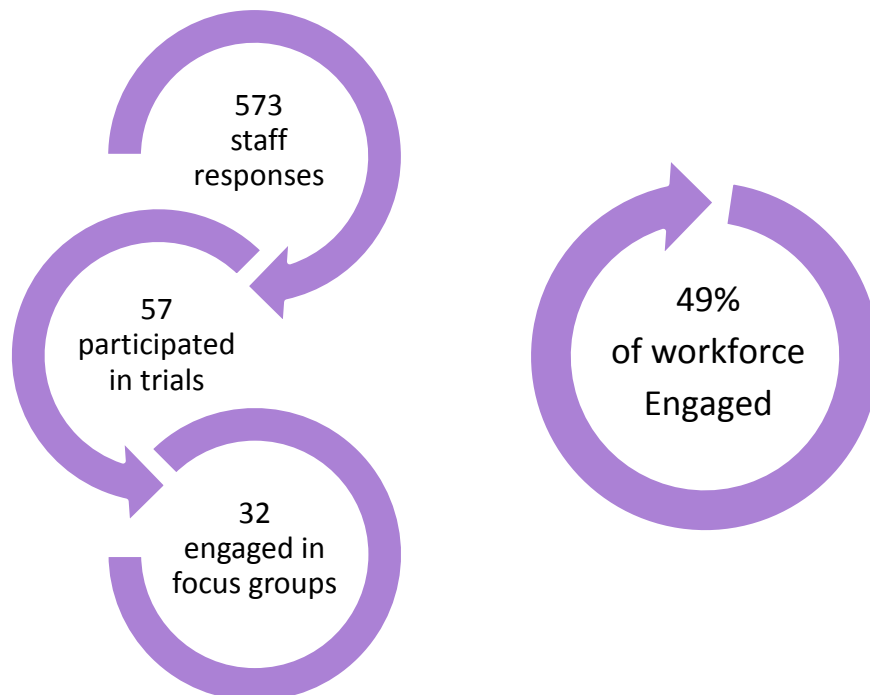 573
staff
responses
57
participated
in trials
32
engaged in
focus groups
49%
of workforce
Engaged